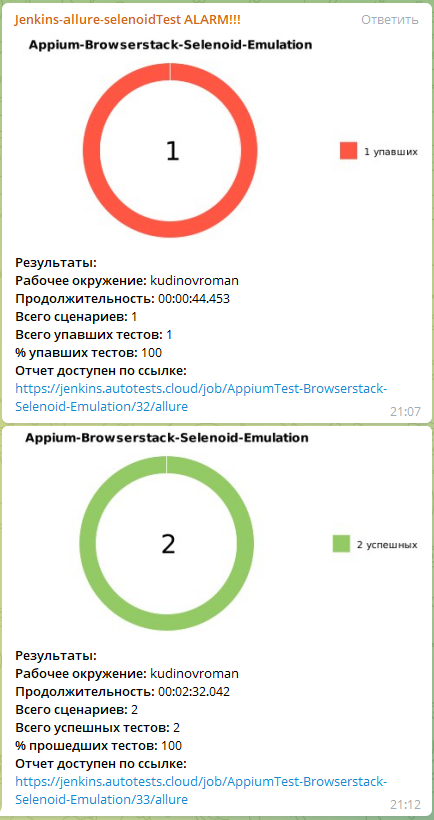 Jenkins-allure-selenoidTest ALARM!!! Ответить
Appium-Browserstack-Selenoid-Emulation
1
1 упавших
Результаты:
Рабочее окружение: kudinovroman
Продолжительность: 00:00:44.453
Всего сценариев: 1
Всего упавших тестов: 1
% упавших тестов: 100
Отчет доступен по ссылке:
https://jenkins.autotests.cloud/job/AppiumTest-Browserstack-
Selenoid-Emulation/32/allure
21:07
Appium-Browserstack-Selenoid-Emulation
2
2 успешных
Результаты:
Рабочее окружение: kudinovroman
Продолжительность: 00:02:32.042
Всего сценариев: 2
Всего успешных тестов: 2
% прошедших тестов: 100
Отчет доступен по ссылке:
https://jenkins.autotests.cloud/job/AppiumTest-Browserstack-
Selenoid-Emulation/33/allure
21:12